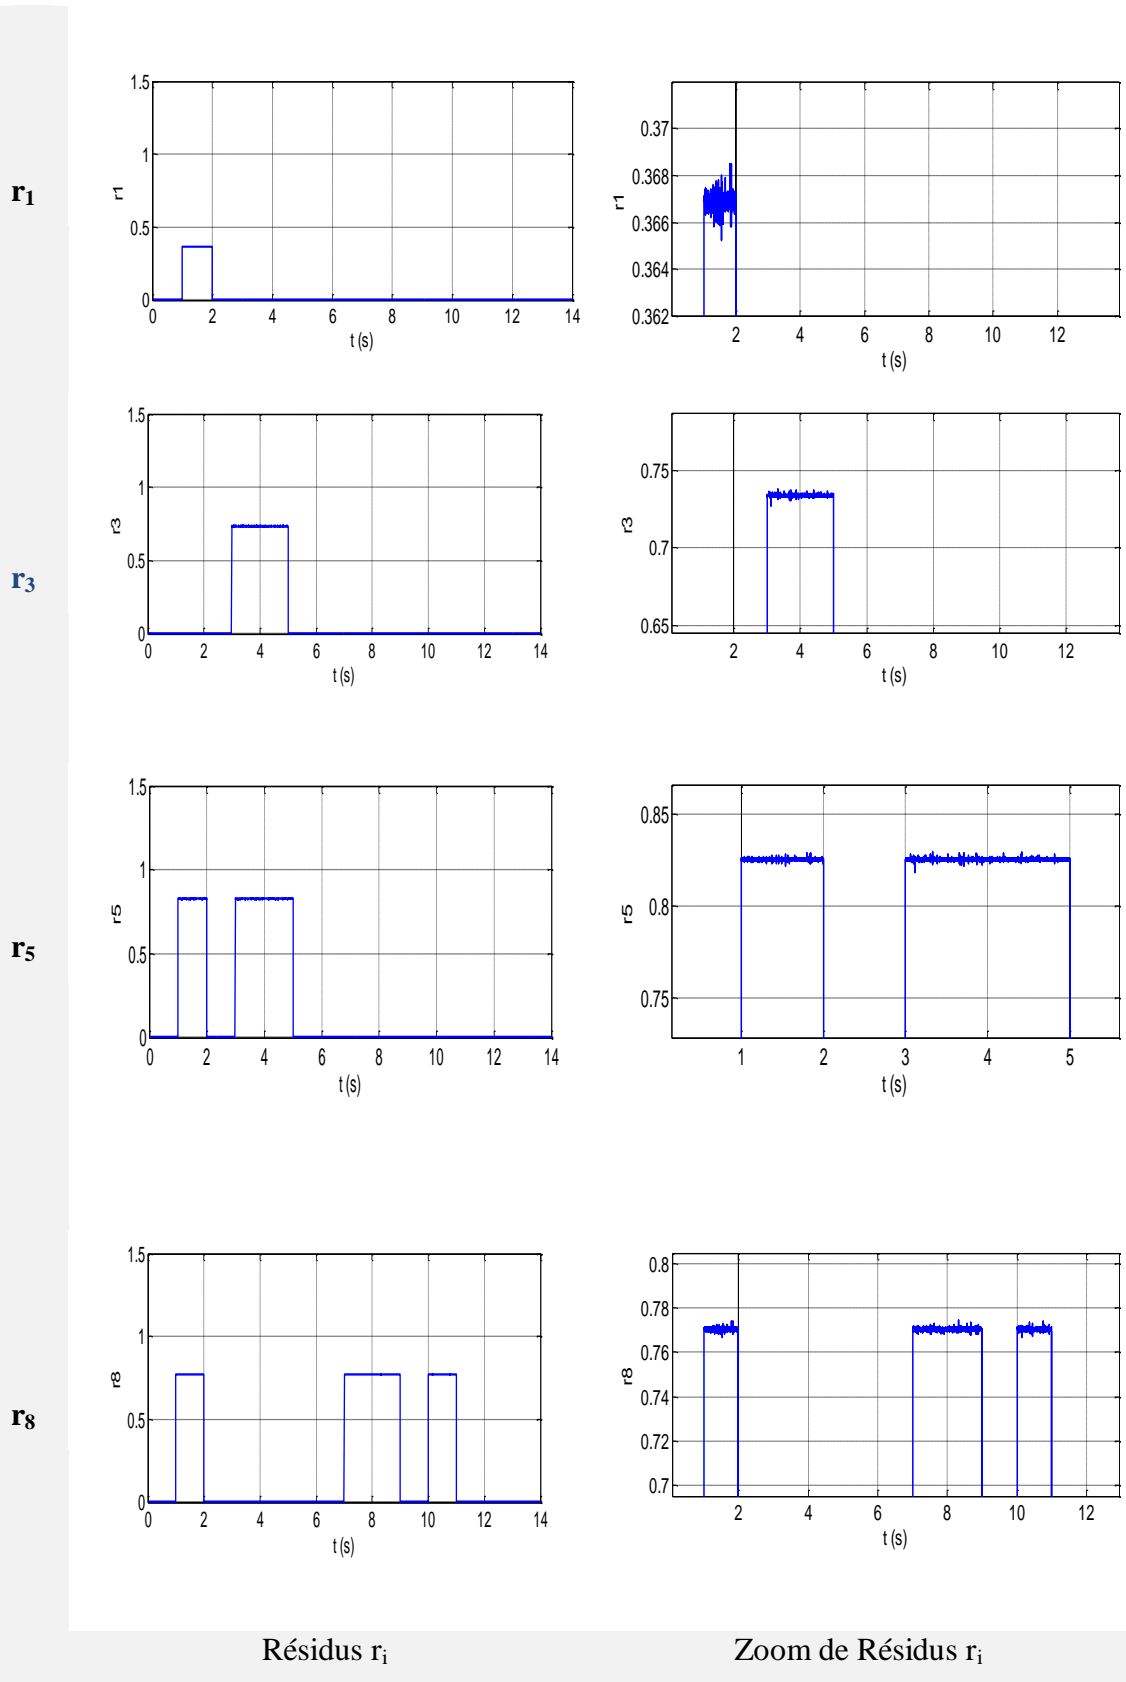 r1
1.5
1
0.5
0
r1
0 2 4 6 8 10 12 14
t (s)
0.37
0.368
0.366
0.364
0.362
r1
2 4 6 8 10 12
t (s)
r3
1.5
1
0.5
0
r3
0 2 4 6 8 10 12 14
t (s)
0.75
0.7
0.65
r3
2 4 6 8 10 12
t (s)
r5
1.5
1
0.5
0
r5
0 2 4 6 8 10 12 14
t (s)
0.85
0.8
0.75
r5
1 2 3 4 5
t (s)
r8
1.5
1
0.5
0
r8
0 2 4 6 8 10 12 14
t (s)
0.8
0.78
0.76
0.74
0.72
0.7
r8
2 4 6 8 10 12
t (s)
Résidus ri
Zoom de Résidus ri